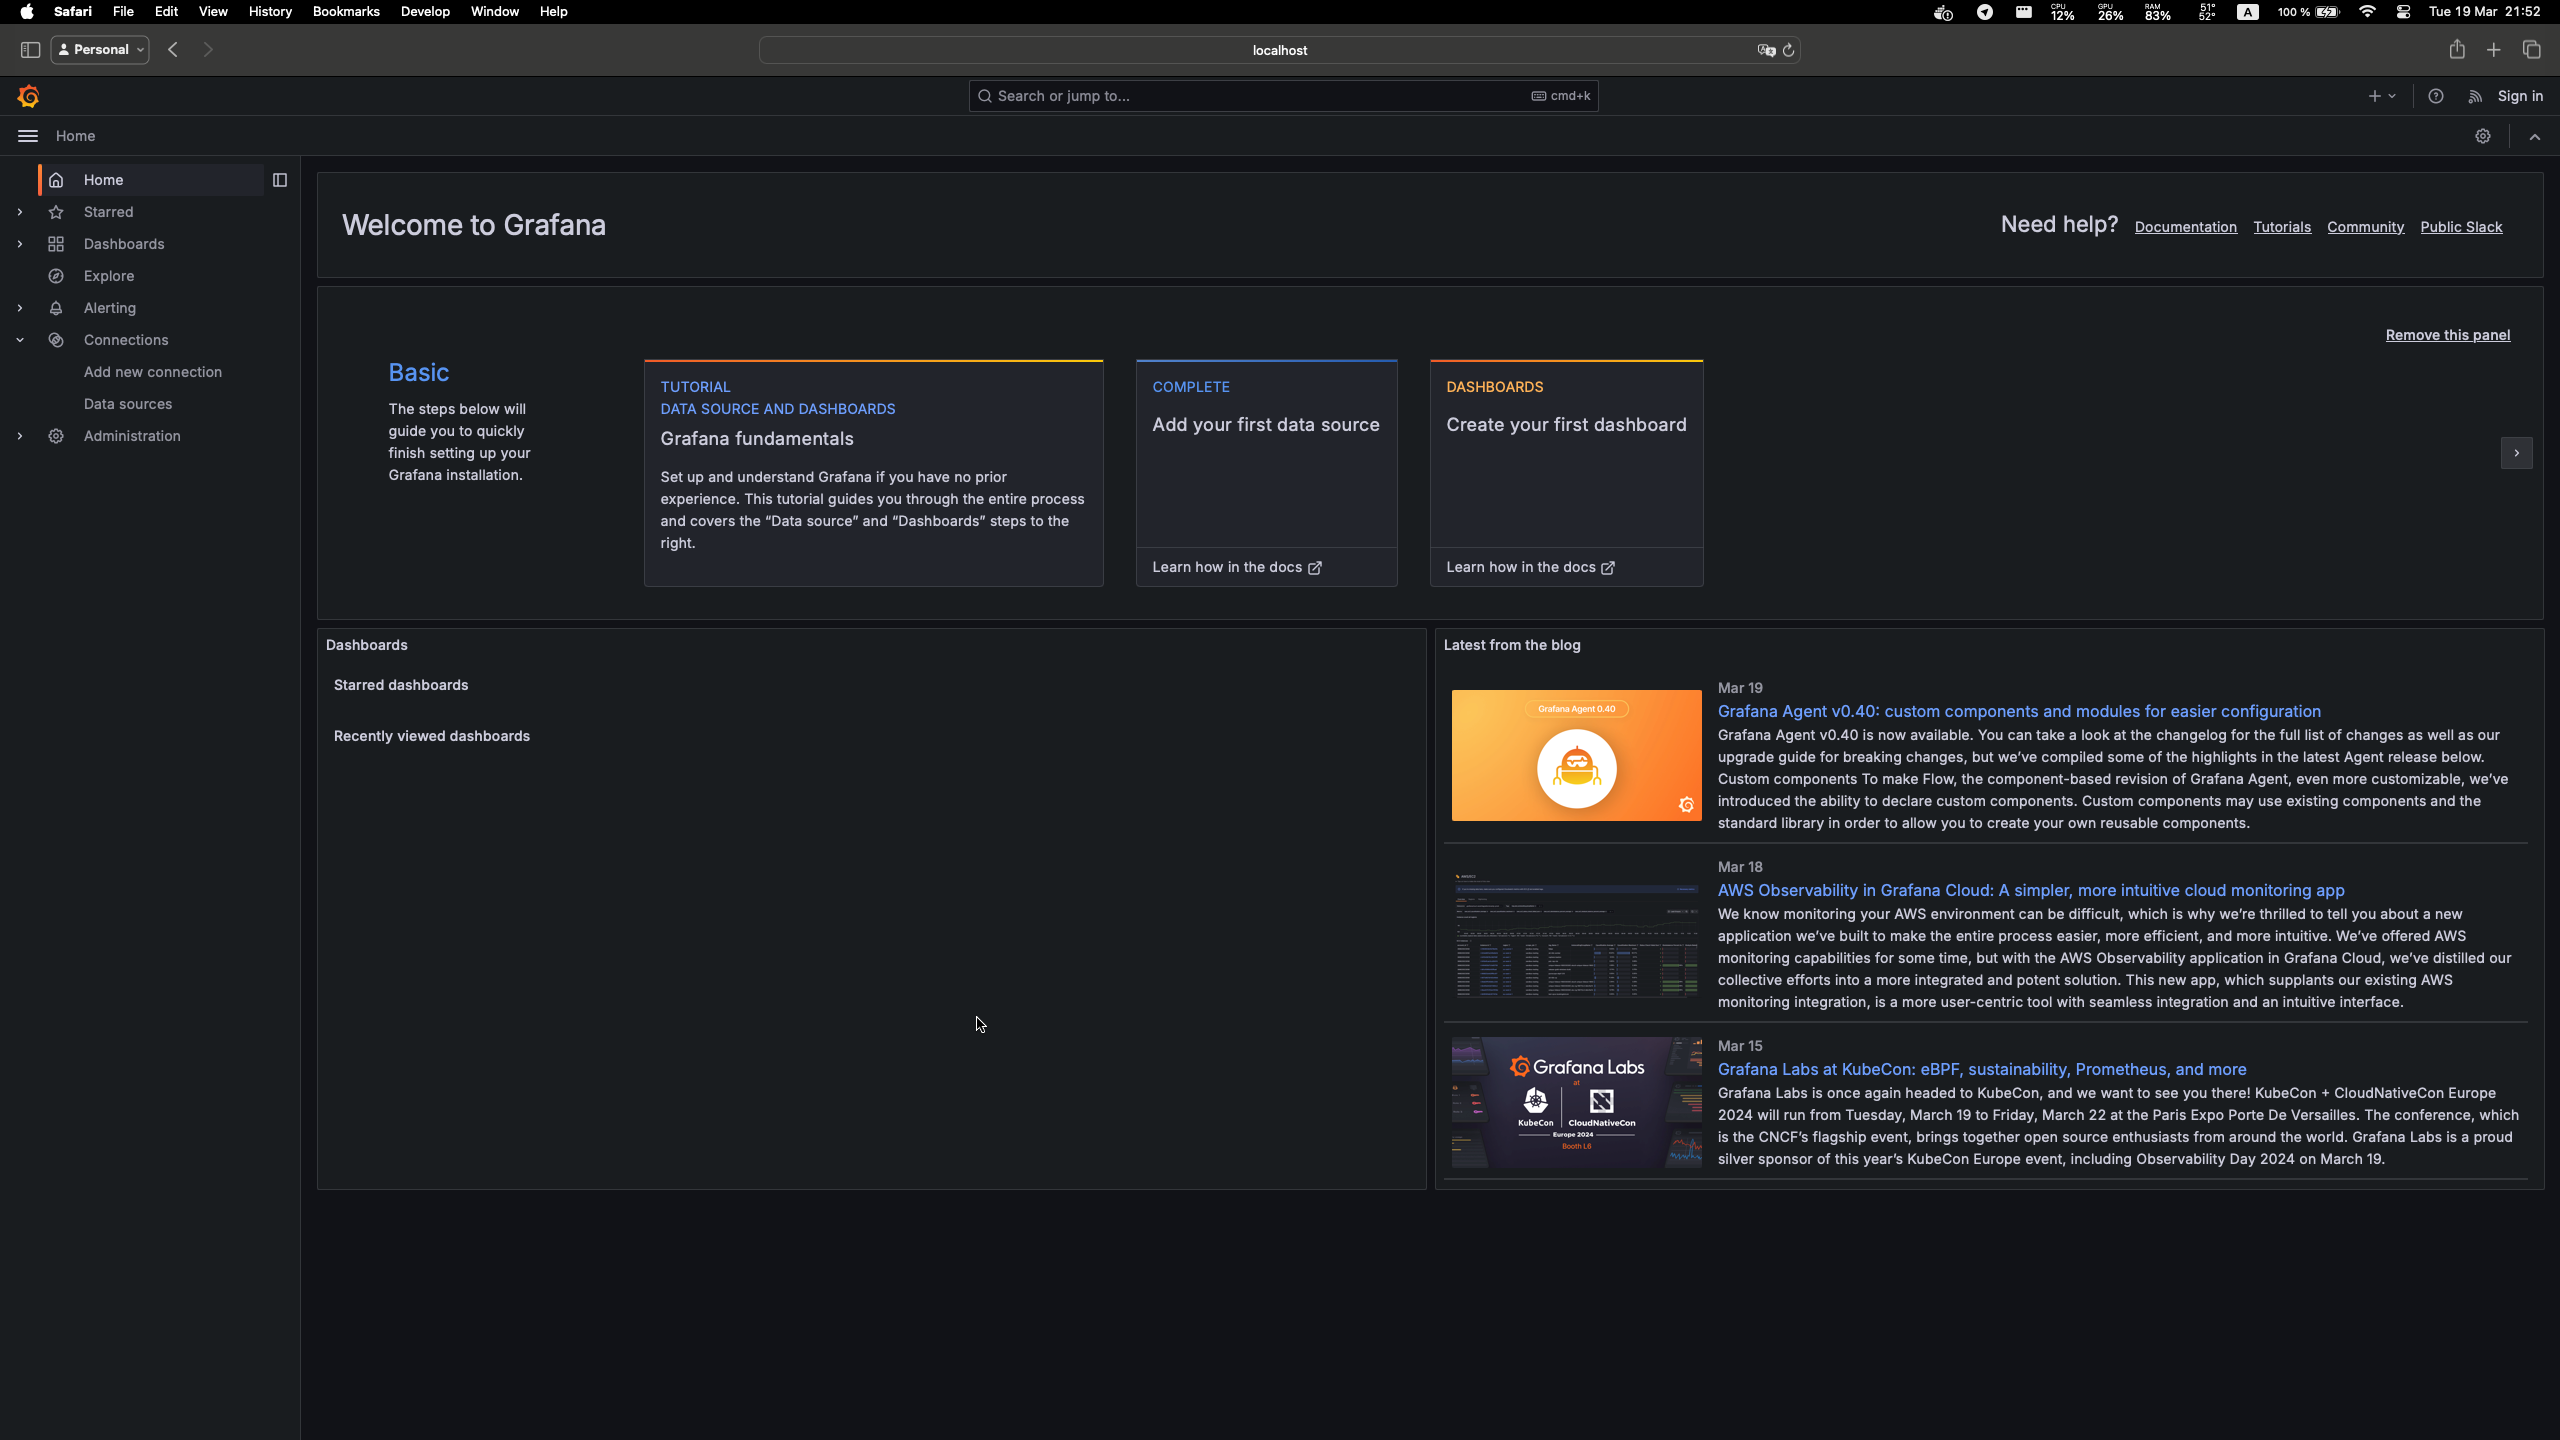 Safari File Edit View History Bookmarks Develop Window Help
CPU 12% GPU 26% RAM 83% 51° 52° A 100 % Tue 19 Mar 21:52
Personal
localhost
Search or jump to...
cmd+k
Sign in
Home
Home
Starred
Dashboards
Explore
Alerting
Connections
Add new connection
Data sources
Administration
Welcome to Grafana
Need help? Documentation Tutorials Community Public Slack
Remove this panel
Basic
The steps below will
guide you to quickly
finish setting up your
Grafana installation.
TUTORIAL
DATA SOURCE AND DASHBOARDS
Grafana fundamentals
Set up and understand Grafana if you have no prior
experience. This tutorial guides you through the entire process
and covers the “Data source” and “Dashboards” steps to the
right.
COMPLETE
Add your first data source
Learn how in the docs
DASHBOARDS
Create your first dashboard
Learn how in the docs
Dashboards
Starred dashboards
Recently viewed dashboards
Latest from the blog
Grafana Agent 0.40
Mar 19
Grafana Agent v0.40: custom components and modules for easier configuration
Grafana Agent v0.40 is now available. You can take a look at the changelog for the full list of changes as well as our
upgrade guide for breaking changes, but we’ve compiled some of the highlights in the latest Agent release below.
Custom components To make Flow, the component-based revision of Grafana Agent, even more customizable, we’ve
introduced the ability to declare custom components. Custom components may use existing components and the
standard library in order to allow you to create your own reusable components.
Mar 18
AWS Observability in Grafana Cloud: A simpler, more intuitive cloud monitoring app
We know monitoring your AWS environment can be difficult, which is why we’re thrilled to tell you about a new
application we’ve built to make the entire process easier, more efficient, and more intuitive. We’ve offered AWS
monitoring capabilities for some time, but with the AWS Observability application in Grafana Cloud, we’ve distilled our
collective efforts into a more integrated and potent solution. This new app, which supplants our existing AWS
monitoring integration, is a more user-centric tool with seamless integration and an intuitive interface.
Grafana Labs
at
KubeCon CloudNativeCon
Europe 2024
Booth L6
Mar 15
Grafana Labs at KubeCon: eBPF, sustainability, Prometheus, and more
Grafana Labs is once again headed to KubeCon, and we want to see you there! KubeCon + CloudNativeCon Europe
2024 will run from Tuesday, March 19 to Friday, March 22 at the Paris Expo Porte De Versailles. The conference, which
is the CNCF’s flagship event, brings together open source enthusiasts from around the world. Grafana Labs is a proud
silver sponsor of this year’s KubeCon Europe event, including Observability Day 2024 on March 19.